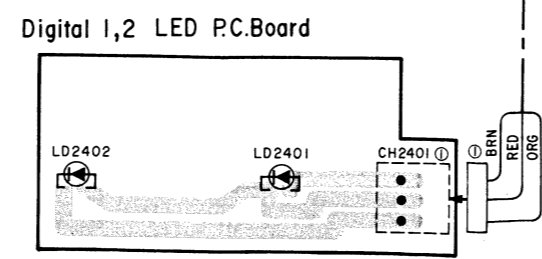 Digital 1,2 LED P.C.Board
LD2402
LD2401
CH2401 ①
①
BRN
RED
ORG